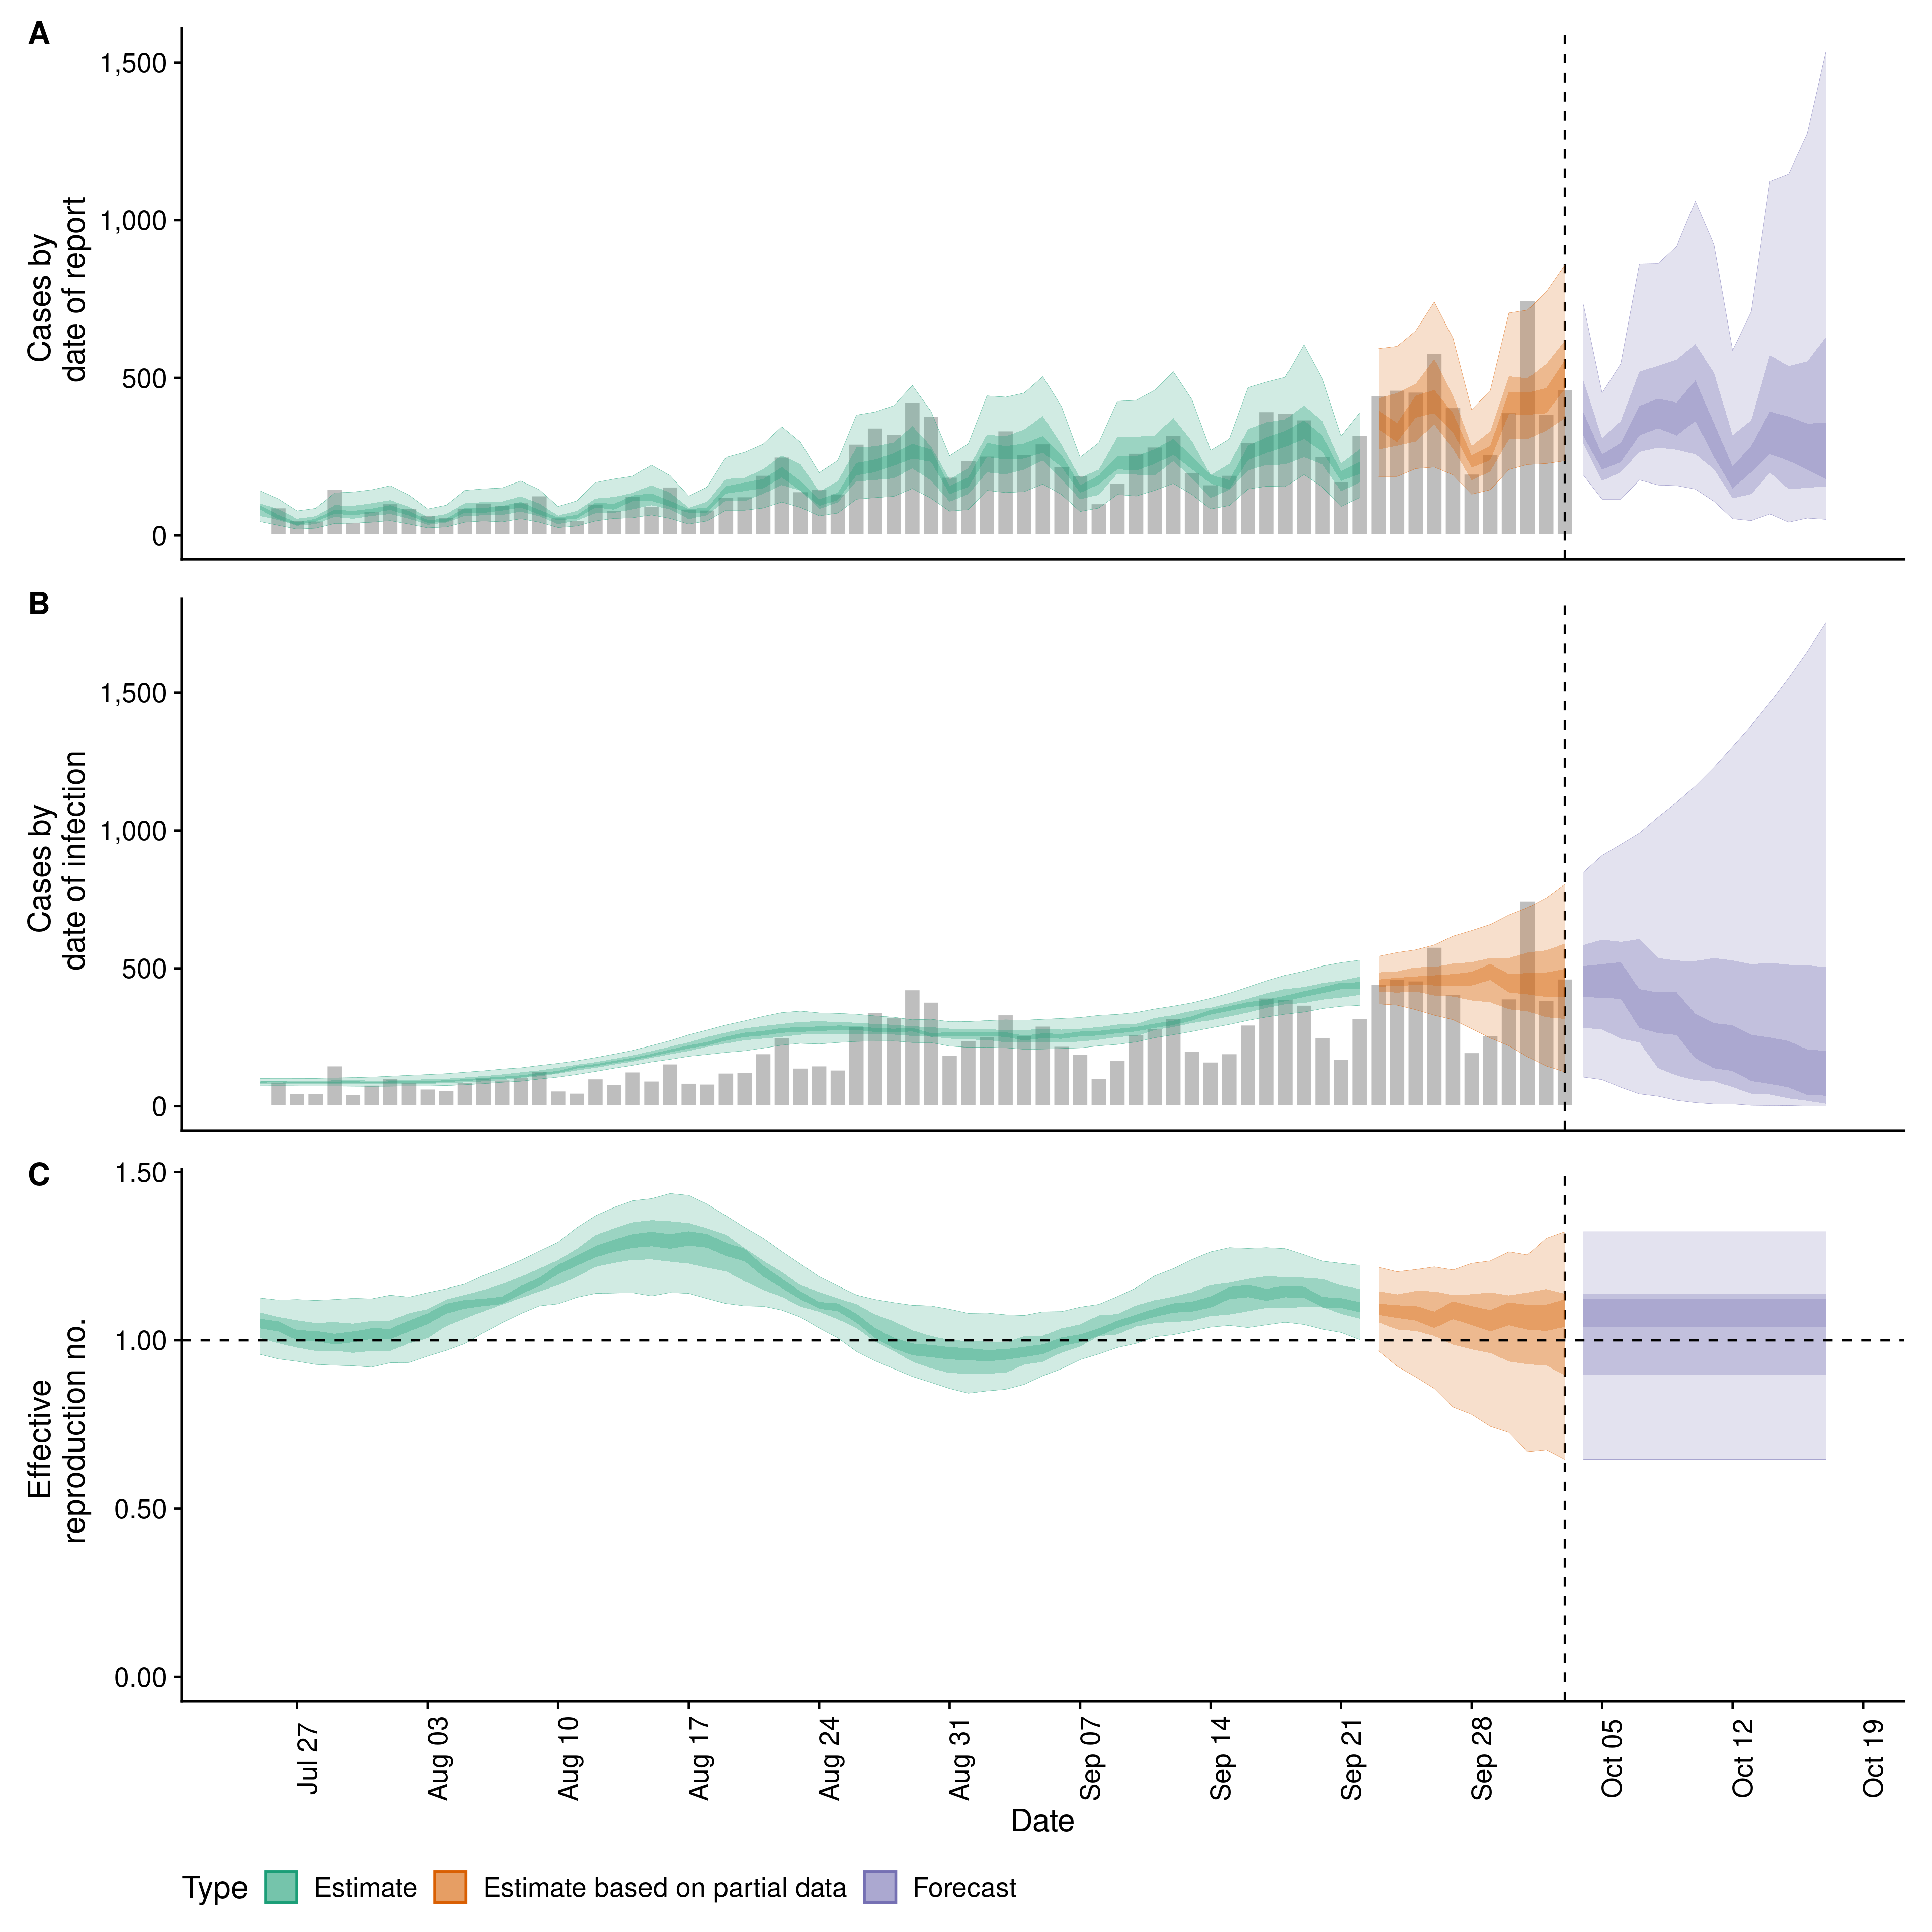 A
1,500
1,000
500
0
Cases by
date of report
B
1,500
1,000
500
0
Cases by
date of infection
C
1.50
1.00
0.50
0.00
Effective
reproduction no.
Jul 27
Aug 03
Aug 10
Aug 17
Aug 24
Aug 31
Sep 07
Sep 14
Sep 21
Sep 28
Oct 05
Oct 12
Oct 19
Date
Type Estimate Estimate based on partial data Forecast